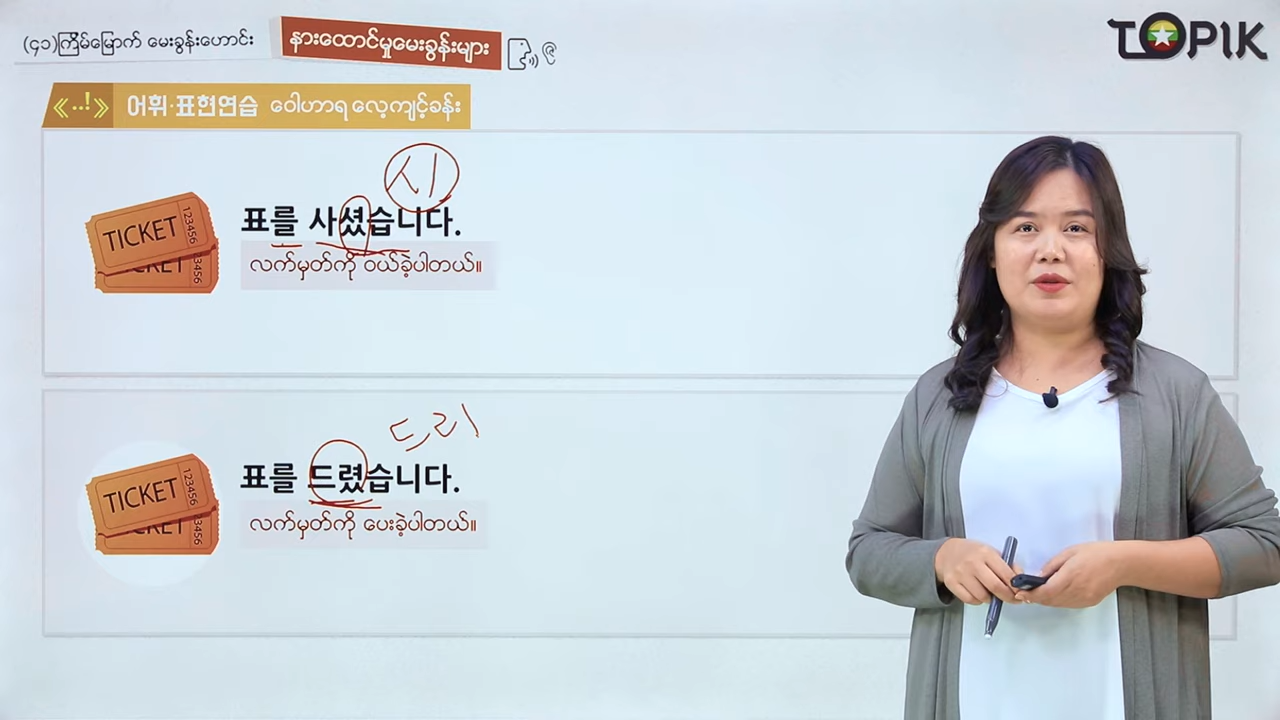 (၄၁)ကြိမ်မြောက် မေးခွန်းဟောင်း
နားထောင်မှုမေးခွန်းများ
၉
TOPIK
《··!》 어휘·표현연습 ဝေါဟာရ လေ့ကျင့်ခန်း
시
TICKET 123456
표를 사셨습니다.
လက်မှတ်ကို ဝယ်ခဲ့ပါတယ်။
드리
TICKET 123456
표를 드렸습니다.
လက်မှတ်ကို ပေးခဲ့ပါတယ်။